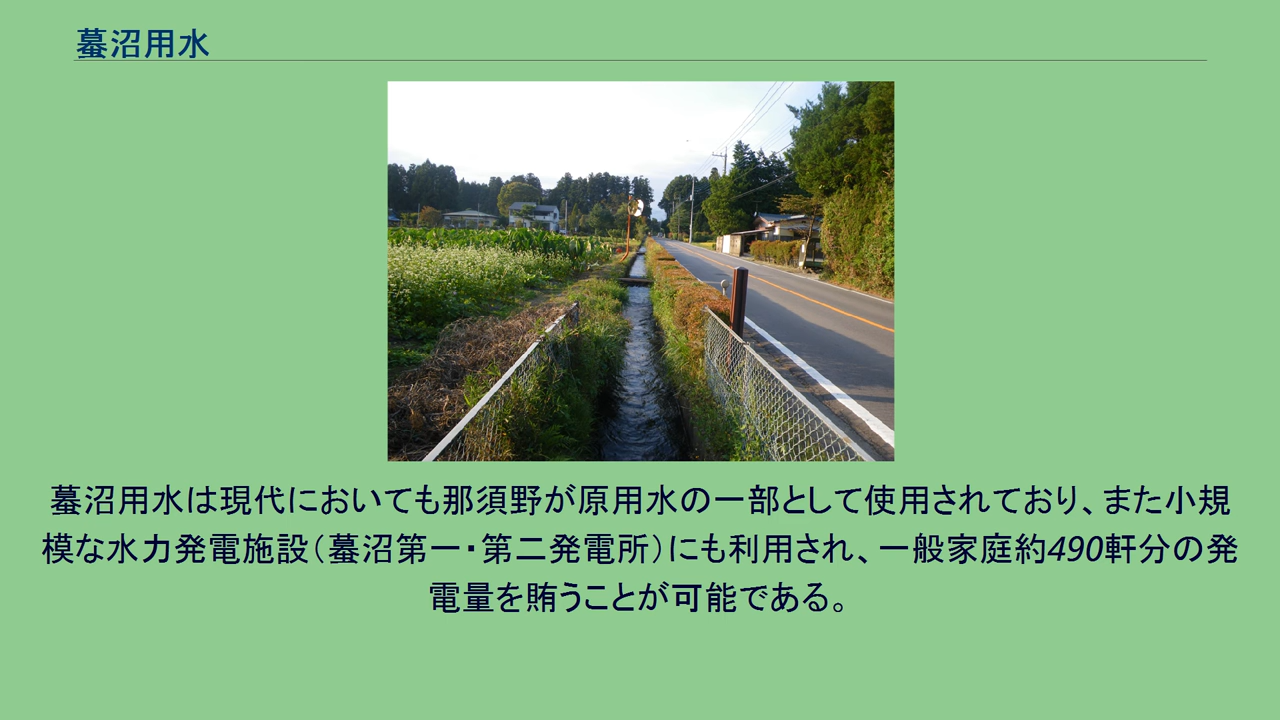 蟇沼用水
蟇沼用水は現代においても那須野が原用水の一部として使用されており、また小規
模な水力発電施設（蟇沼第一・第二発電所）にも利用され、一般家庭約490軒分の発
電量を賄うことが可能である。